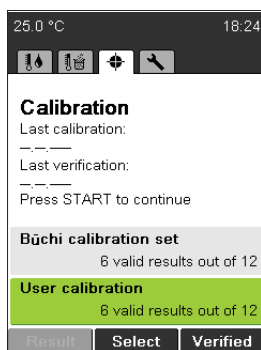 25.0 °C 18:24
Calibration
Last calibration:
–.–.––
Last verification:
–.–.––
Press START to continue
Būchi calibration set
6 valid results out of 12
User calibration
6 valid results out of 12
Result Select Verified